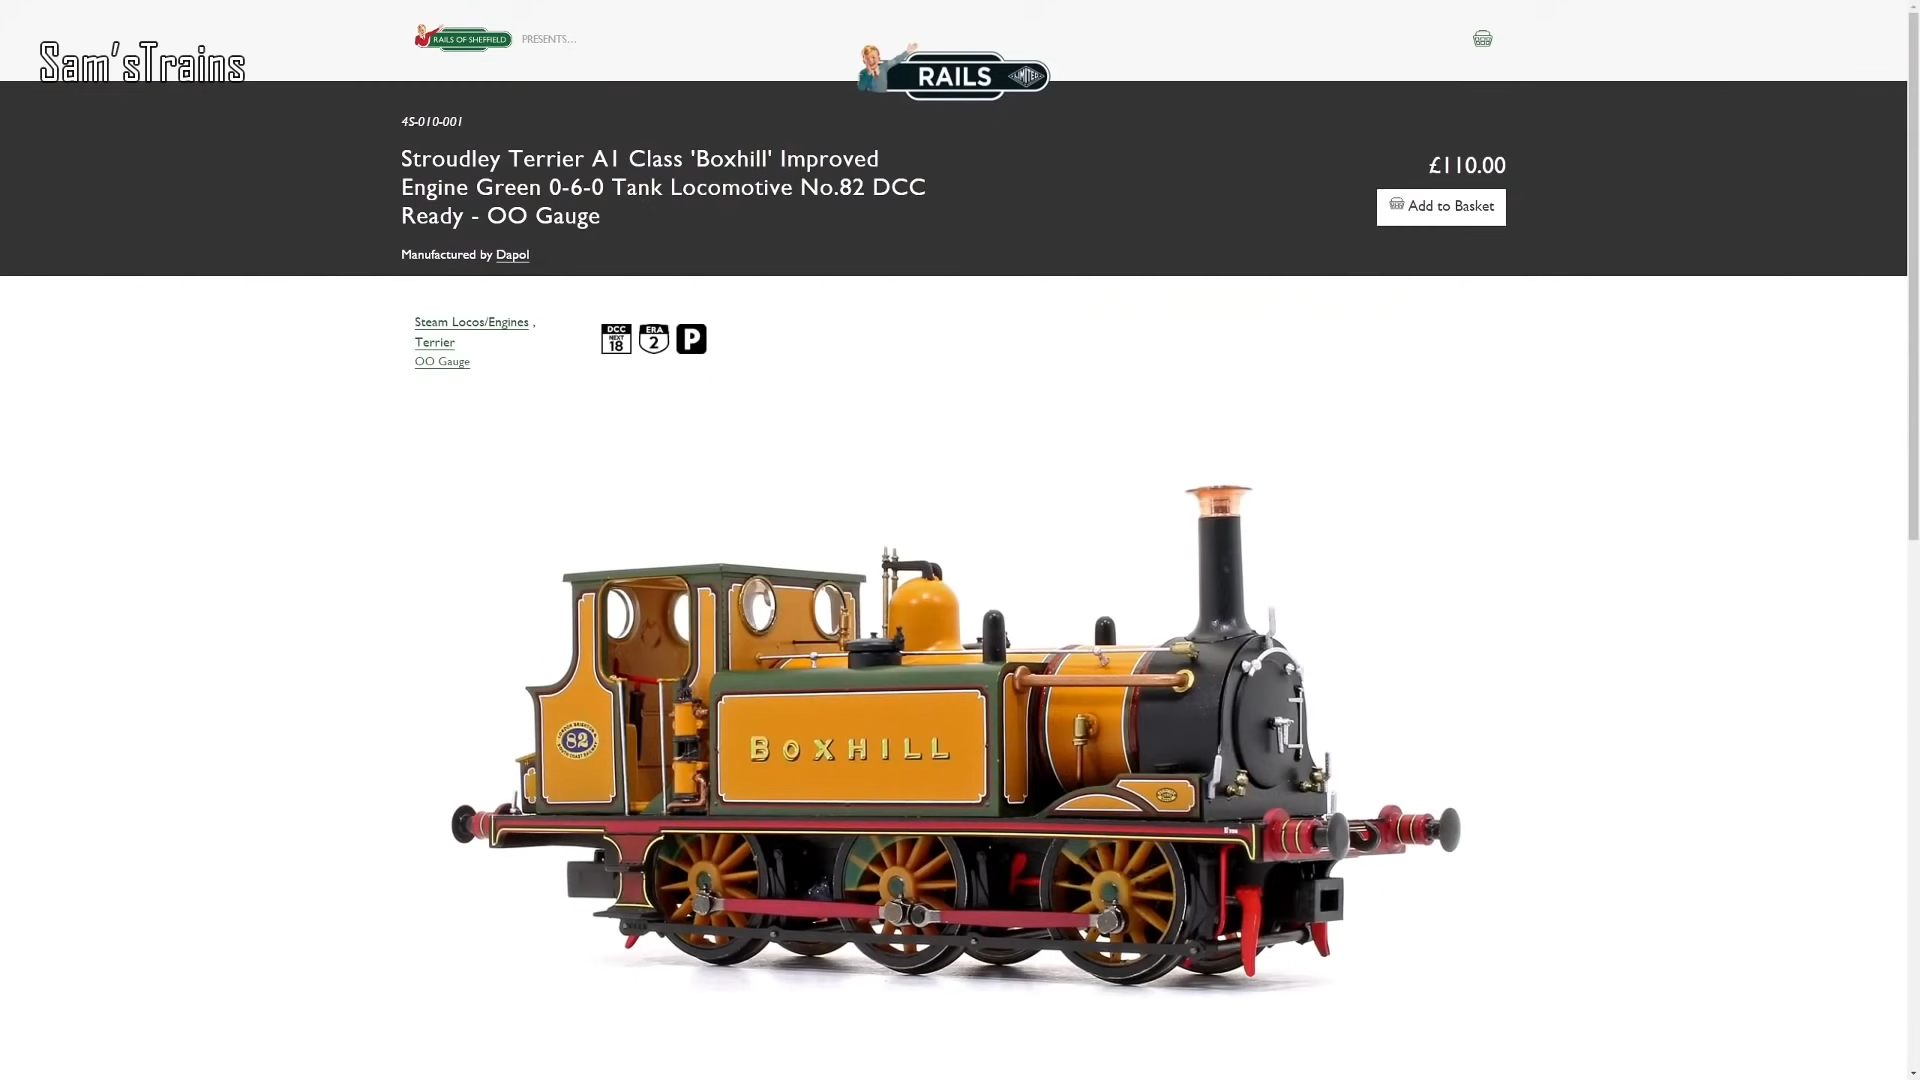 Sam'sTrains
RAILS OF SHEFFIELD
PRESENTS...
RAILS
LIMITED
4S-010-001
Stroudley Terrier A1 Class 'Boxhill' Improved
Engine Green 0-6-0 Tank Locomotive No.82 DCC
Ready - OO Gauge
£110.00
Add to Basket
Manufactured by Dapol
Steam Locos/Engines ,
Terrier
OO Gauge
DCC
NEXT
18
ERA
2
P
82
BOXHILL